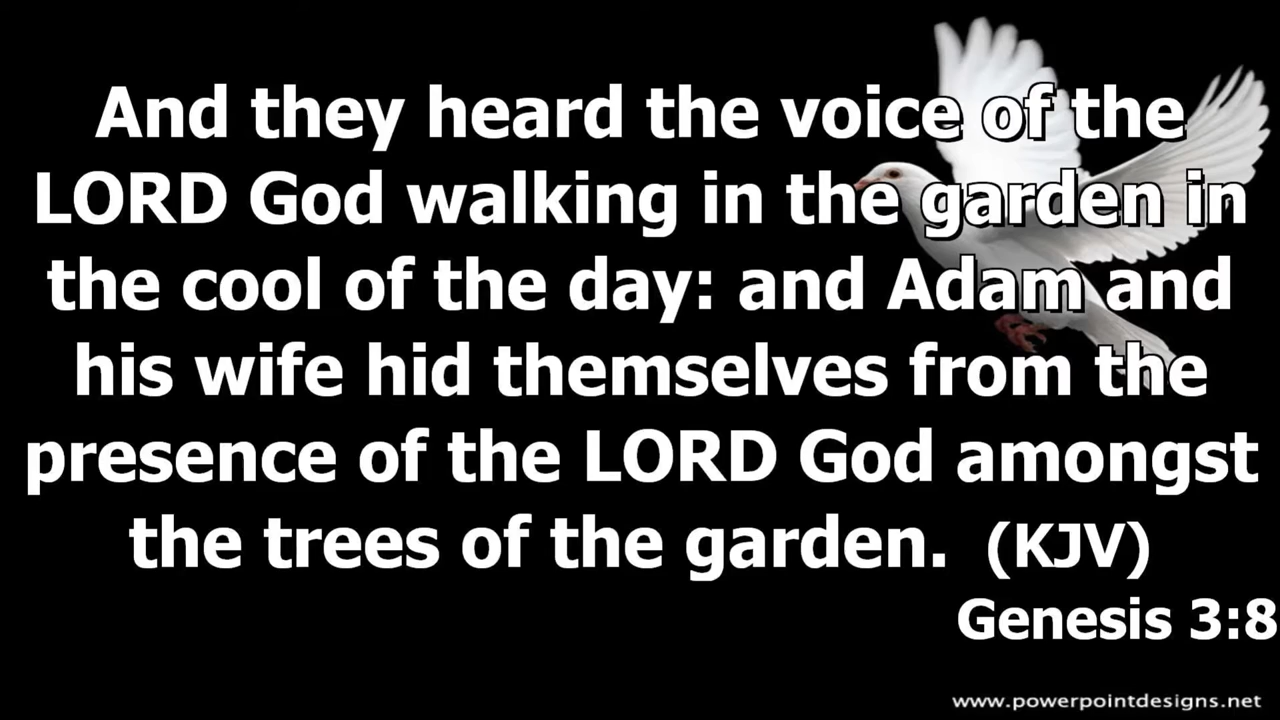 And they heard the voice of the
LORD God walking in the garden in
the cool of the day: and Adam and
his wife hid themselves from the
presence of the LORD God amongst
the trees of the garden. (KJV)
Genesis 3:8
www.powerpointdesigns.net